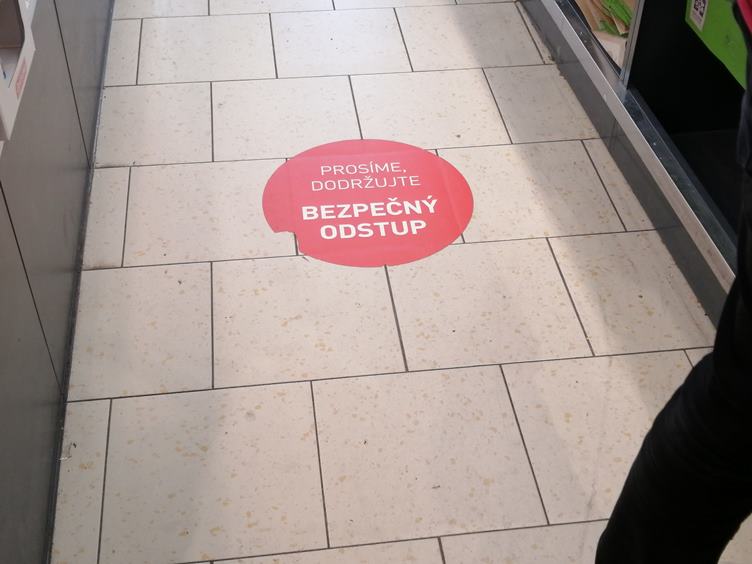 PROSÍME,
DODRŽUJTE
BEZPEČNÝ
ODSTUP